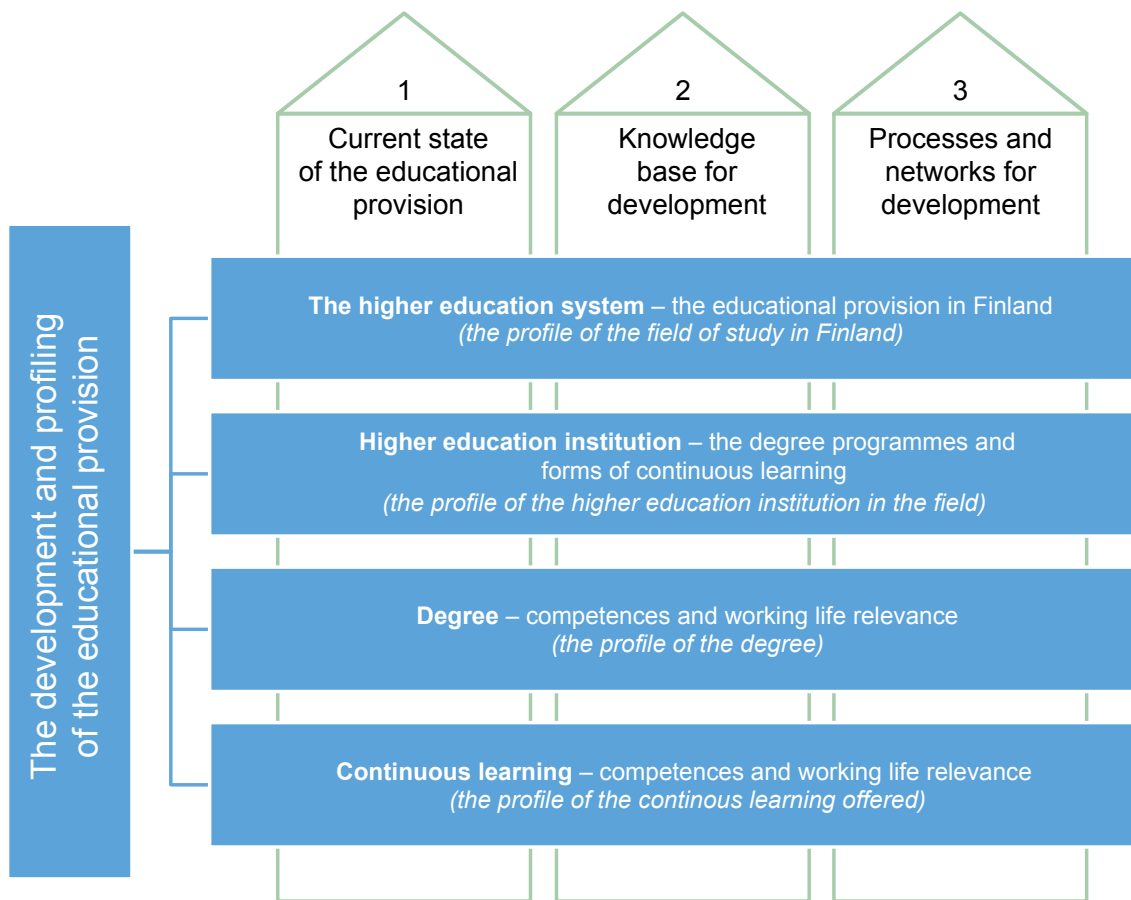 1
Current state
of the educational
provision
2
Knowledge
base for
development
3
Processes and
networks for
development
The development and profiling
of the educational provision
The higher education system – the educational provision in Finland
(the profile of the field of study in Finland)
Higher education institution – the degree programmes and
forms of continuous learning
(the profile of the higher education institution in the field)
Degree – competences and working life relevance
(the profile of the degree)
Continuous learning – competences and working life relevance
(the profile of the continous learning offered)